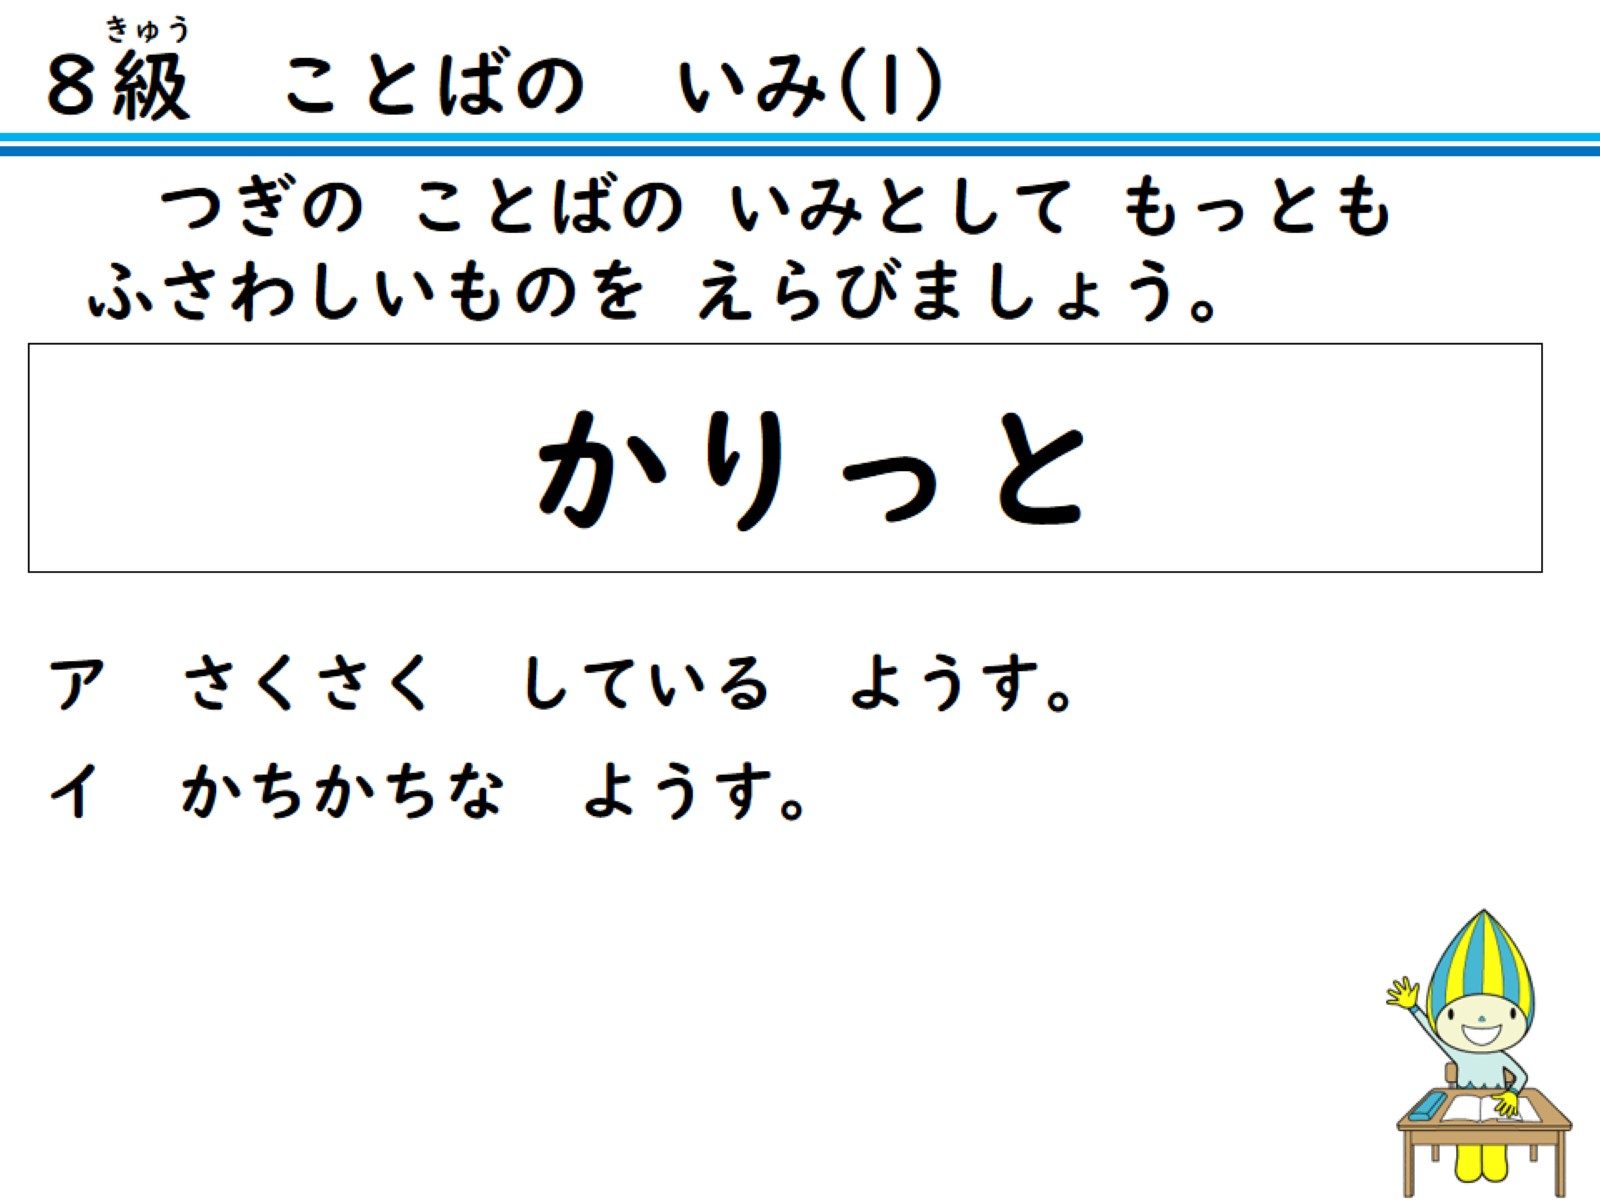 きゅう
8級　ことばの　いみ(1)
つぎの ことばの いみとして もっとも
ふさわしいものを えらびましょう。
かりっと
ア　さくさく　している　ようす。
イ　かちかちな　ようす。